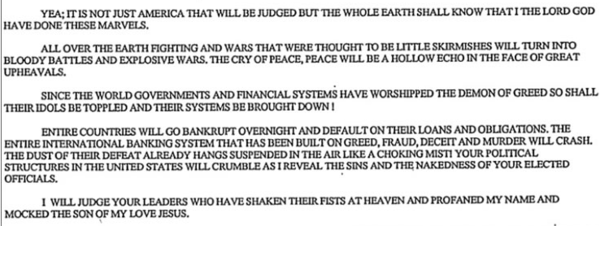 YEA; IT IS NOT JUST AMERICA THAT WILL BE JUDGED BUT THE WHOLE EARTH SHALL KNOW THAT I THE LORD GOD
HAVE DONE THESE MARVELS.
ALL OVER THE EARTH FIGHTING AND WARS THAT WERE THOUGHT TO BE LITTLE SKIRMISHES WILL TURN INTO
BLOODY BATTLES AND EXPLOSIVE WARS. THE CRY OF PEACE, PEACE WILL BE A HOLLOW ECHO IN THE FACE OF GREAT
UPHEAVALS.
SINCE THE WORLD GOVERNMENTS AND FINANCIAL SYSTEMS HAVE WORSHIPPED THE DEMON OF GREED SO SHALL
THEIR IDOLS BE TOPPLED AND THEIR SYSTEMS BE BROUGHT DOWN !
ENTIRE COUNTRIES WILL GO BANKRUPT OVERNIGHT AND DEFAULT ON THEIR LOANS AND OBLIGATIONS. THE
ENTIRE INTERNATIONAL BANKING SYSTEM THAT HAS BEEN BUILT ON GREED, FRAUD, DECEIT AND MURDER WILL CRASH.
THE DUST OF THEIR DEFEAT ALREADY HANGS SUSPENDED IN THE AIR LIKE A CHOKING MIST! YOUR POLITICAL
STRUCTURES IN THE UNITED STATES WILL CRUMBLE AS I REVEAL THE SINS AND THE NAKEDNESS OF YOUR ELECTED
OFFICIALS.
I WILL JUDGE YOUR LEADERS WHO HAVE SHAKEN THEIR FISTS AT HEAVEN AND PROFANED MY NAME AND
MOCKED THE SON OF MY LOVE JESUS.